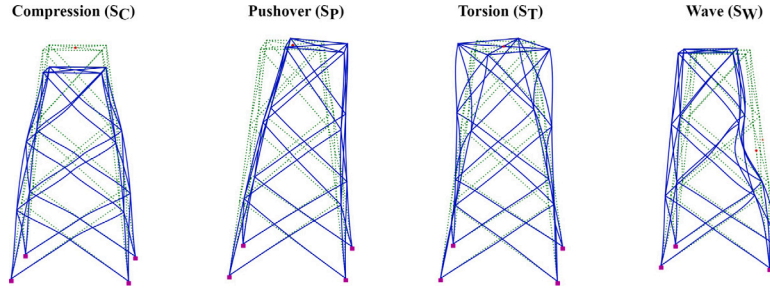 Compression (SC)
Pushover (SP)
Torsion (ST)
Wave (SW)